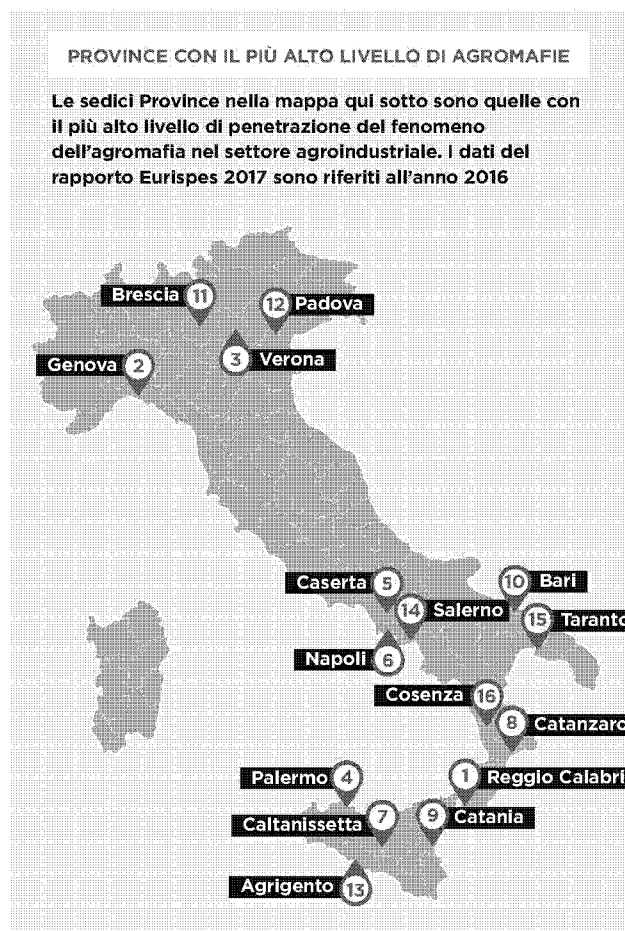 PROVINCE CON IL PIÙ ALTO LIVELLO DI AGROMAFIE
Le sedici Province nella mappa qui sotto sono quelle con
il più alto livello di penetrazione del fenomeno
dell'agromafia nel settore agroindustriale. I dati del
rapporto Eurispes 2017 sono riferiti all'anno 2016
Brescia 11
12 Padova
Genova 2
3 Verona
Caserta 5
10 Bari
14 Salerno
15 Taranto
Napoli 6
Cosenza 16
8 Catanzaro
Palermo 4
1 Reggio Calabri
Caltanissetta 7
9 Catania
Agrigento 13